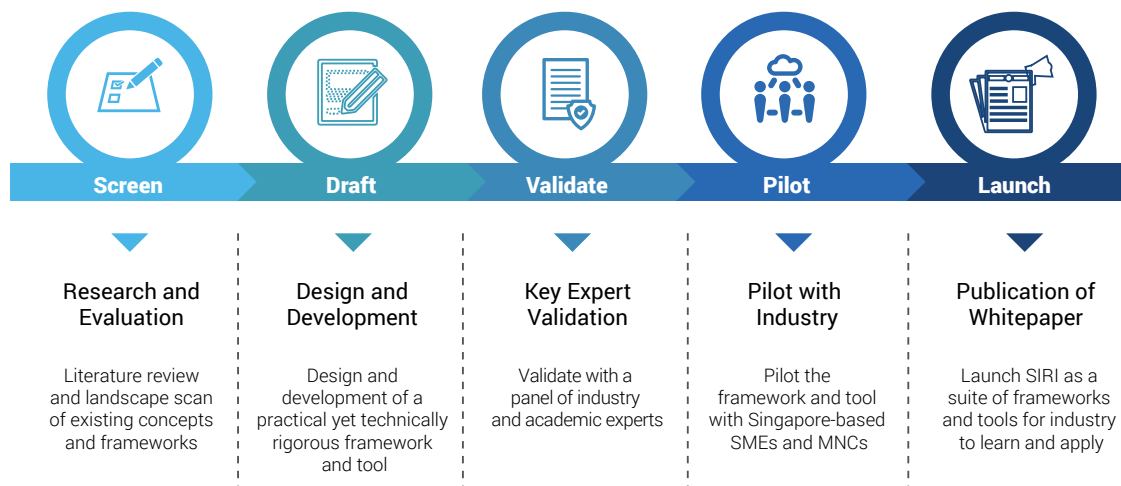 Screen
Draft
Validate
Pilot
Launch
Research and
Evaluation
Literature review
and landscape scan
of existing concepts
and frameworks
Design and
Development
Design and
development of a
practical yet technically
rigorous framework
and tool
Key Expert
Validation
Validate with a
panel of industry
and academic experts
Pilot with
Industry
Pilot the
framework and tool
with Singapore-based
SMEs and MNCs
Publication of
Whitepaper
Launch SIRI as a
suite of frameworks
and tools for industry
to learn and apply